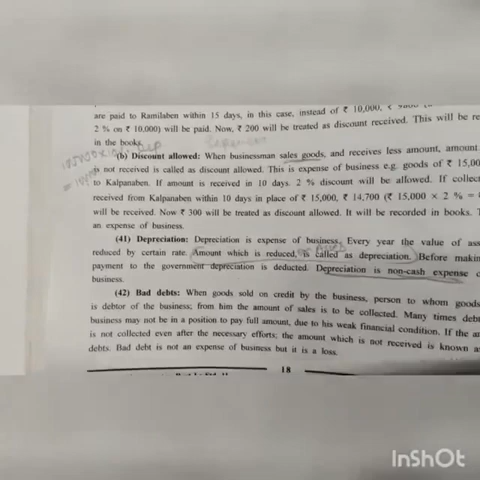 are paid to Ramilaben within 15 days, in this case, instead of ₹ 10,000, ₹
2 % on ₹ 10,000) will be paid. Now, ₹ 200 will be treated as discount received. This will be re
in the books.
(b) Discount allowed: When businessman sales goods, and receives less amount, amount
is not received is called as discount allowed. This is expense of business e.g. goods of ₹ 15,00
to Kalpanaben. If amount is received in 10 days. 2 % discount will be allowed. If collec
received from Kalpanaben within 10 days in place of ₹ 15,000, ₹ 14,700 (₹ 15,000 × 2 % =
will be received. Now ₹ 300 will be treated as discount allowed. It will be recorded in books. T
an expense of business.
(41) Depreciation: Depreciation is expense of business. Every year the value of ass
reduced by certain rate. Amount which is reduced, is called as depreciation. Before makin
payment to the government depreciation is deducted. Depreciation is non-cash expense o
business.
(42) Bad debts: When goods sold on credit by the business, person to whom goods
is debtor of the business; from him the amount of sales is to be collected. Many times debt
business may not be in a position to pay full amount, due to his weak financial condition. If the am
is not collected even after the necessary efforts; the amount which is not received is known as
debts. Bad debt is not an expense of business but it is a loss.
18
InShOt